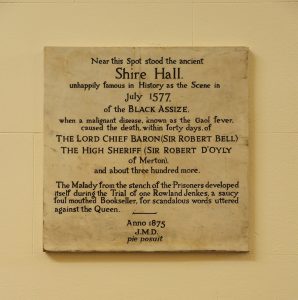 Near this Spot stood the ancient
Shire Hall.
unhappily famous in History as the Scene in
July 1577.
of the BLACK ASSIZE,
when a malignant disease, known as the Gaol fever,
caused the death, within forty days, of
THE LORD CHIEF BARON (SIR ROBERT BELL)
THE HIGH SHERIFF (SIR ROBERT D'OYLY
of Merton).
and about three hundred more.
The Malady from the stench of the Prisoners developed
itself during the Trial of one Rowland Jenkes, a saucy
foul mouthed Bookseller, for scandalous words uttered
against the Queen.
Anno 1875
J.M.D.
pie posuit